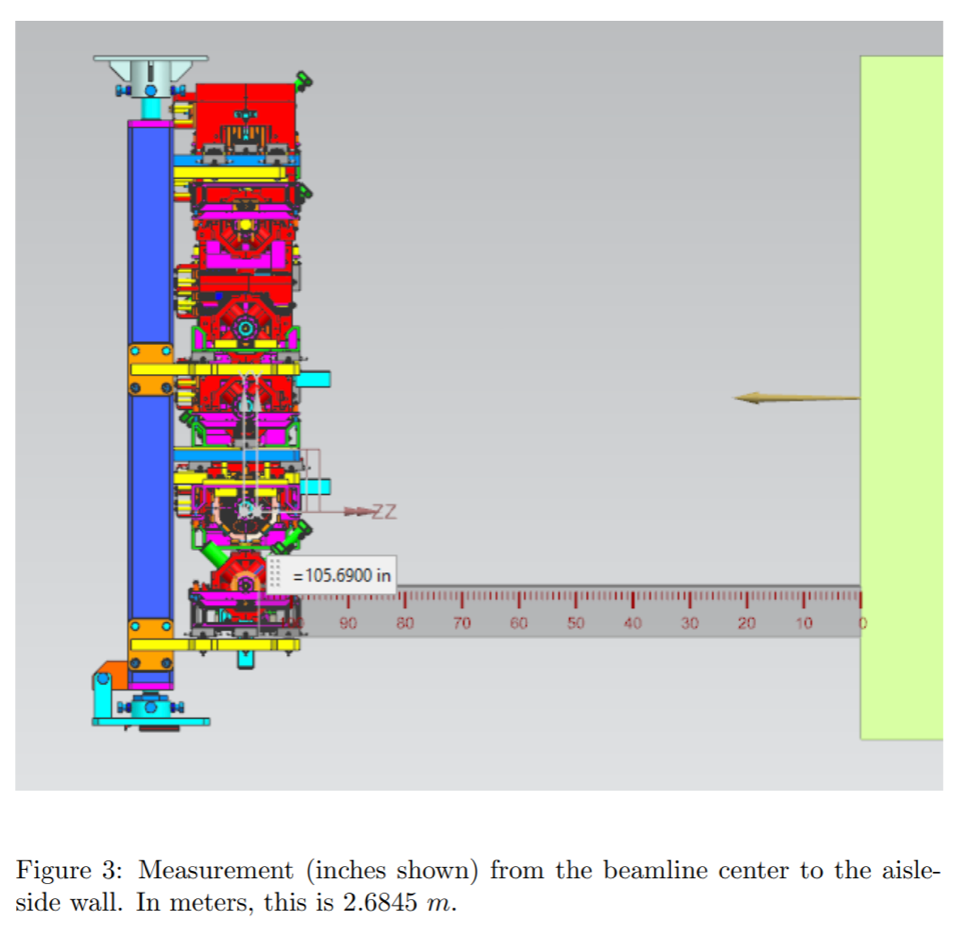 ZZ
=105.6900 in
100 90 80 70 60 50 40 30 20 10 0
Figure 3: Measurement (inches shown) from the beamline center to the aisle-
side wall. In meters, this is 2.6845 m.